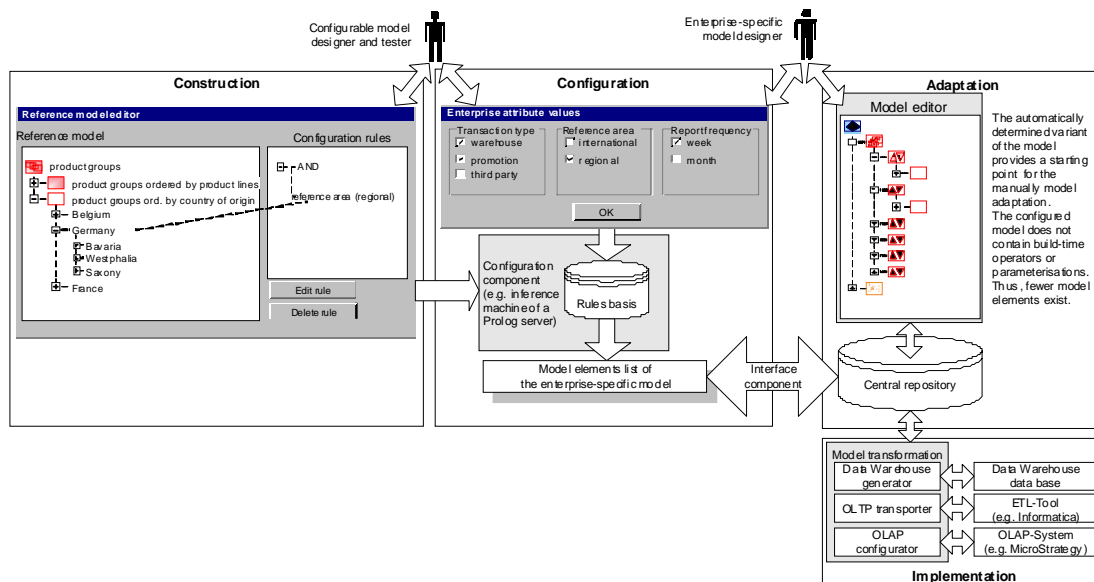 Configurable model
designer and tester
Enterprise-specific
model designer
Construction
Reference model editor
Reference model
Configuration rules
product groups
product groups ordered by product lines
product groups ord. by country of origin
Belgium
Germany
Bavaria
Westphalia
Saxony
France
AND
reference area (regional)
Edit rule
Delete rule
Configuration
Enterprise attribute values
Transaction type
warehouse
promotion
third party
Reference area
international
regional
Report frequency
week
month
OK
Configuration
component
(e.g. inference
machine of a
Prolog server)
Rules basis
Model elements list of
the enterprise-specific model
Interface
component
Adaptation
Model editor
The automatically
determined variant
of the model
provides a starting
point for the
manually model
adaptation.
The configured
model does not
contain build-time
operators or
parameterisations.
Thus, fewer model
elements exist.
Central repository
Model transformation
Data Warehouse
generator
Data Warehouse
data base
OLTP transporter
ETL-Tool
(e.g. Informatica)
OLAP
configurator
OLAP-System
(e.g. MicroStrategy)
Implementation